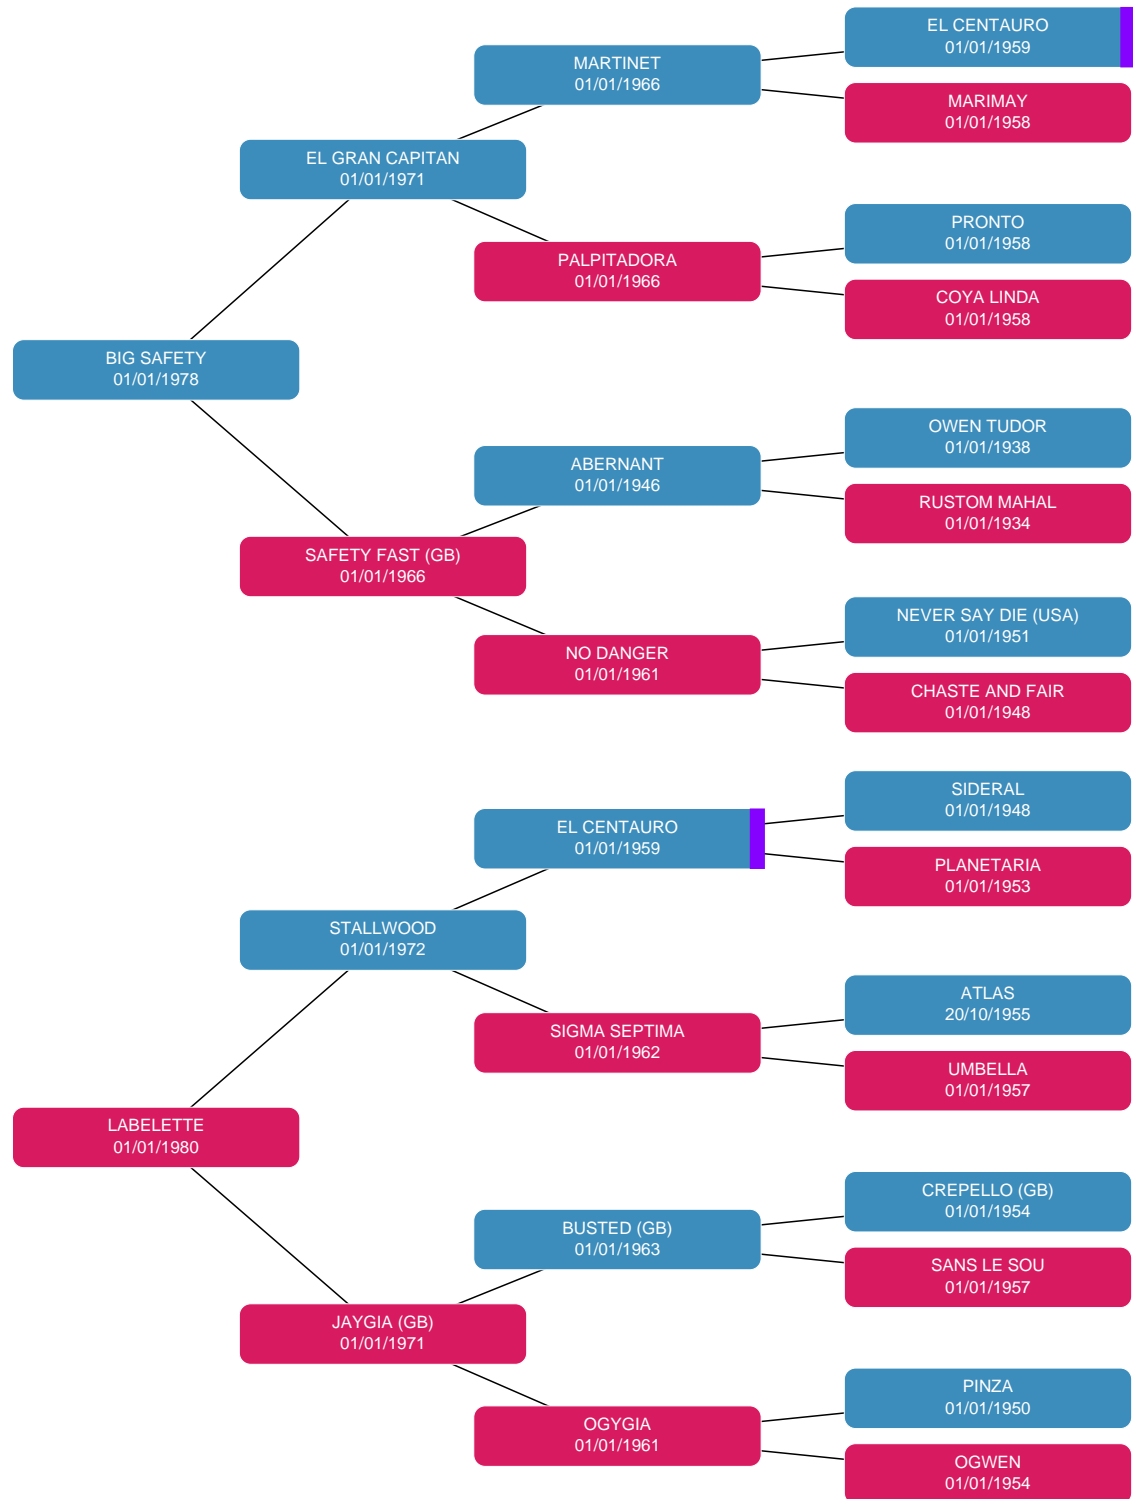 EL CENTAURO
01/01/1959
MARTINET
01/01/1966
MARIMAY
01/01/1958
EL GRAN CAPITAN
01/01/1971
PRONTO
01/01/1958
PALPITADORA
01/01/1966
COYA LINDA
01/01/1958
BIG SAFETY
01/01/1978
OWEN TUDOR
01/01/1938
ABERNANT
01/01/1946
RUSTOM MAHAL
01/01/1934
SAFETY FAST (GB)
01/01/1966
NEVER SAY DIE (USA)
01/01/1951
NO DANGER
01/01/1961
CHASTE AND FAIR
01/01/1948
SIDERAL
01/01/1948
EL CENTAURO
01/01/1959
PLANETARIA
01/01/1953
STALLWOOD
01/01/1972
ATLAS
20/10/1955
SIGMA SEPTIMA
01/01/1962
UMBELLA
01/01/1957
LABELETTE
01/01/1980
CREPELLO (GB)
01/01/1954
BUSTED (GB)
01/01/1963
SANS LE SOU
01/01/1957
JAYGIA (GB)
01/01/1971
PINZA
01/01/1950
OGYGIA
01/01/1961
OGWEN
01/01/1954